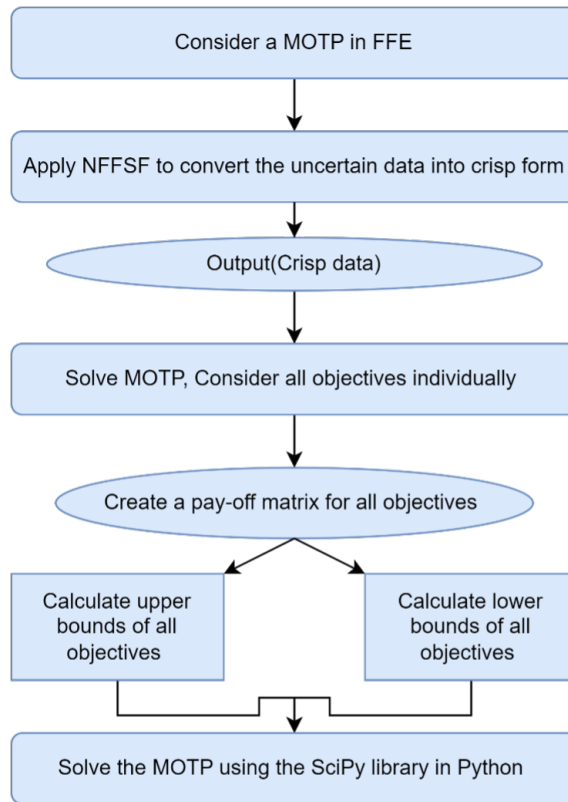 Consider a MOTP in FFE
Apply NFFSF to convert the uncertain data into crisp form
Output(Crisp data)
Solve MOTP, Consider all objectives individually
Create a pay-off matrix for all objectives
Calculate upper
bounds of all
objectives
Calculate lower
bounds of all
objectives
Solve the MOTP using the SciPy library in Python